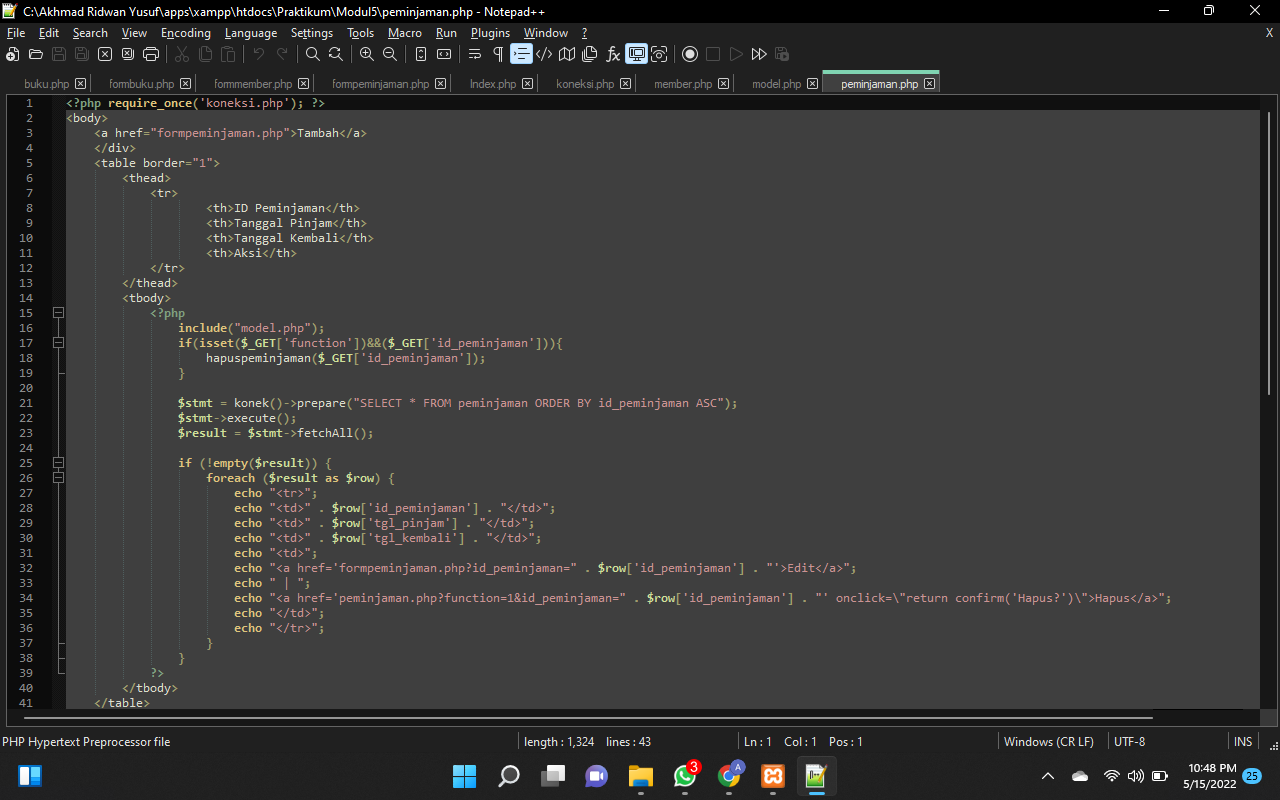 C:\Akhmad Ridwan Yusuf\apps\xampp\htdocs\Praktikum\Modul5\peminjaman.php - Notepad++
File Edit Search View Encoding Language Settings Tools Macro Run Plugins Window ? X
buku.php formbuku.php formmember.php formpeminjaman.php Index.php koneksi.php member.php model.php peminjaman.php
1 <?php require_once('koneksi.php'); ?>
2 <body>
3 <a href="formpeminjaman.php">Tambah</a>
4 </div>
5 <table border="1">
6 <thead>
7 <tr>
8 <th>ID Peminjaman</th>
9 <th>Tanggal Pinjam</th>
10 <th>Tanggal Kembali</th>
11 <th>Aksi</th>
12 </tr>
13 </thead>
14 <tbody>
15 <?php
16 include("model.php");
17 if(isset($_GET['function'])&&($_GET['id_peminjaman'])){
18 hapuspeminjaman($_GET['id_peminjaman']);
19 }
20
21 $stmt = konek()->prepare("SELECT * FROM peminjaman ORDER BY id_peminjaman ASC");
22 $stmt->execute();
23 $result = $stmt->fetchAll();
24
25 if (!empty($result)) {
26 foreach ($result as $row) {
27 echo "<tr>";
28 echo "<td>" . $row['id_peminjaman'] . "</td>";
29 echo "<td>" . $row['tgl_pinjam'] . "</td>";
30 echo "<td>" . $row['tgl_kembali'] . "</td>";
31 echo "<td>";
32 echo "<a href='formpeminjaman.php?id_peminjaman=" . $row['id_peminjaman'] . "'>Edit</a>";
33 echo " | ";
34 echo "<a href='peminjaman.php?function=1&id_peminjaman=" . $row['id_peminjaman'] . "' onclick=\"return confirm('Hapus?')\">Hapus</a>";
35 echo "</td>";
36 echo "</tr>";
37 }
38 }
39 ?>
40 </tbody>
41 </table>
PHP Hypertext Preprocessor file length : 1,324 lines : 43 Ln : 1 Col : 1 Pos : 1 Windows (CR LF) UTF-8 INS
3 A 10:48 PM
5/15/2022 25